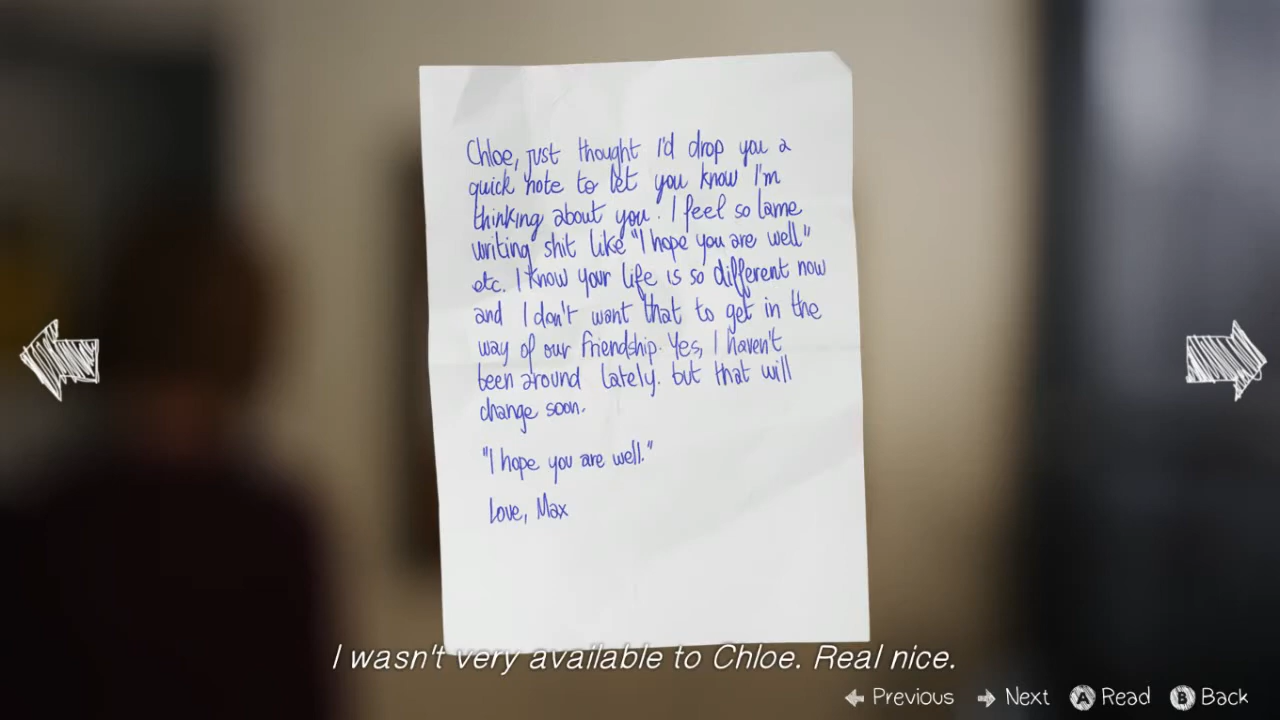 Chloe, just thought I'd drop you a
quick note to let you know I'm
thinking about you. I feel so lame
writing shit like "I hope you are well"
etc. I know your life is so different now
and I don't want that to get in the
way of our friendship. Yes, I haven't
been around lately. but that will
change soon.
"I hope you are well."
Love, Max
I wasn't very available to Chloe. Real nice.
Previous Next A Read B Back